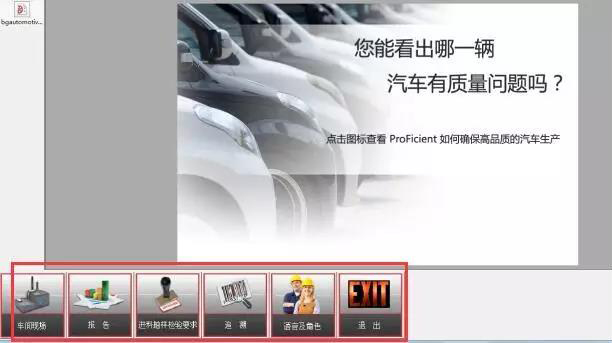 bgautomotiv...
您能看出哪一辆
汽车有质量问题吗？
点击图标查看 ProFicient 如何确保高品质的汽车生产
车间现场
报 告
进料抽样检验要求
追 溯
语言及角色
EXIT
退 出